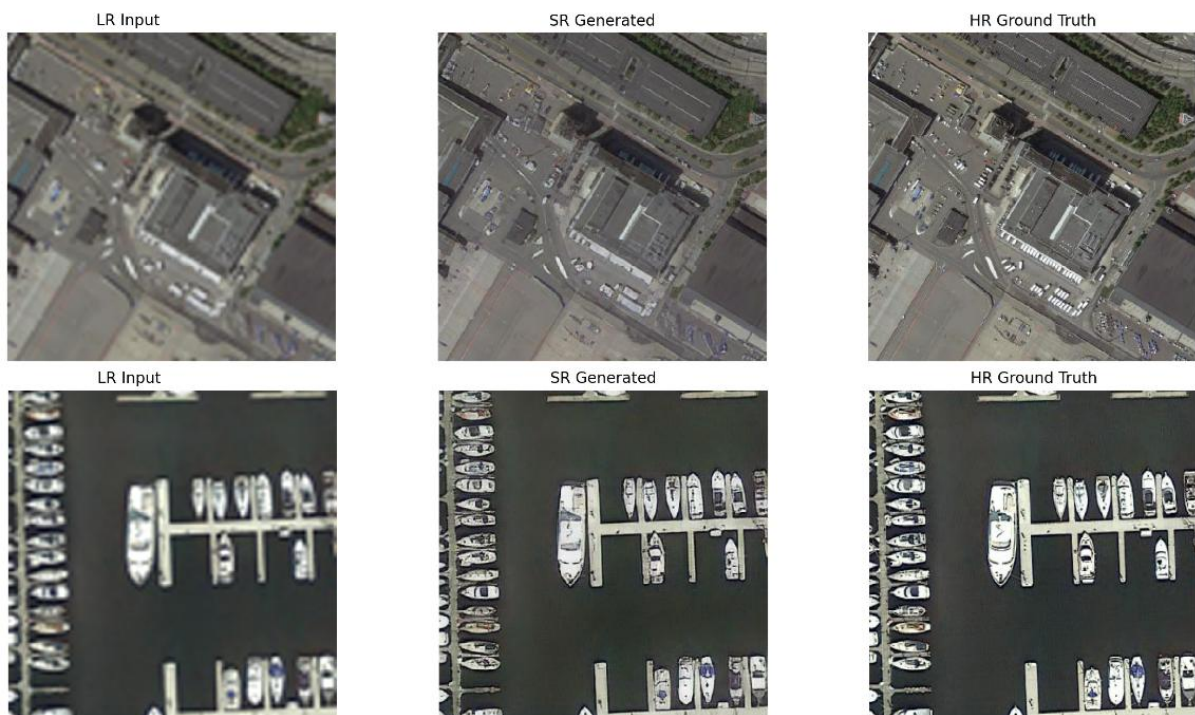 LR Input
SR Generated
HR Ground Truth
LR Input
SR Generated
HR Ground Truth